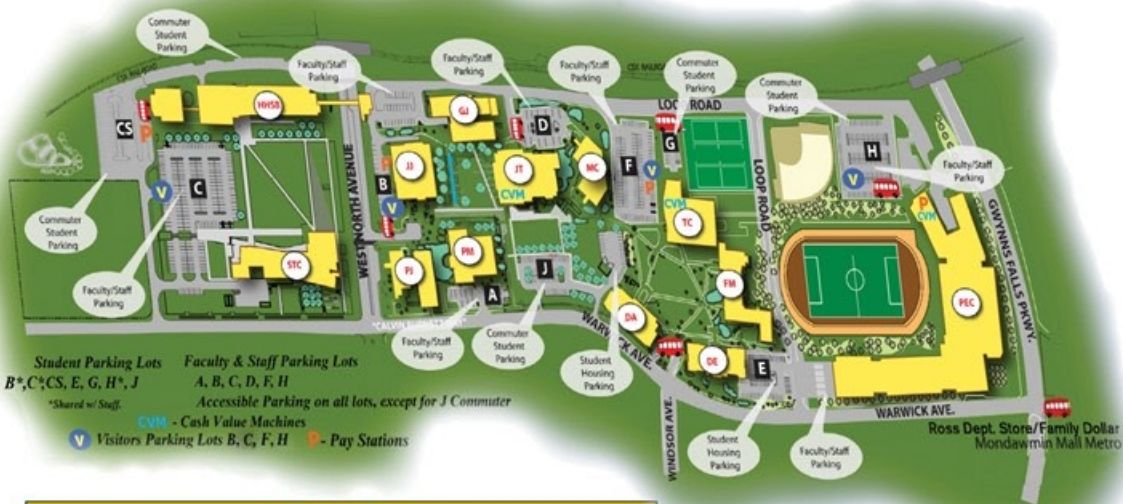 Commuter
Student
Parking
Faculty/Staff
Parking
Faculty/Staff
Parking
Faculty/Staff
Parking
Commuter
Student
Parking
Commuter
Student
Parking
LOOP ROAD
CS
P
HHSB
GJ
D
G
H
V
C
JJ
B
V
P
JT
CVM
MC
F
V
P
CVM
TC
LOOP ROAD
V
Faculty/Staff
Parking
P
CVM
GWYNNS FALLS PKWY.
WEST NORTH AVENUE
Commuter
Student
Parking
Faculty/Staff
Parking
STC
PJ
PM
A
J
FM
PEC
DA
DE
E
Faculty/Staff
Parking
Commuter
Student
Parking
WARWICK AVE.
Student
Housing
Parking
WINDSOR AVE.
Student
Housing
Parking
Faculty/Staff
Parking
WARWICK AVE.
Student Parking Lots
B*,C*,CS, E, G, H*, J
*Shared w/ Staff.
Faculty & Staff Parking Lots
A, B, C, D, F, H
Accessible Parking on all lots, except for J Commuter
CVM - Cash Value Machines
V Visitors Parking Lots B, C, F, H P - Pay Stations
Ross Dept. Store/Family Dollar
Mondawmin Mall Metro